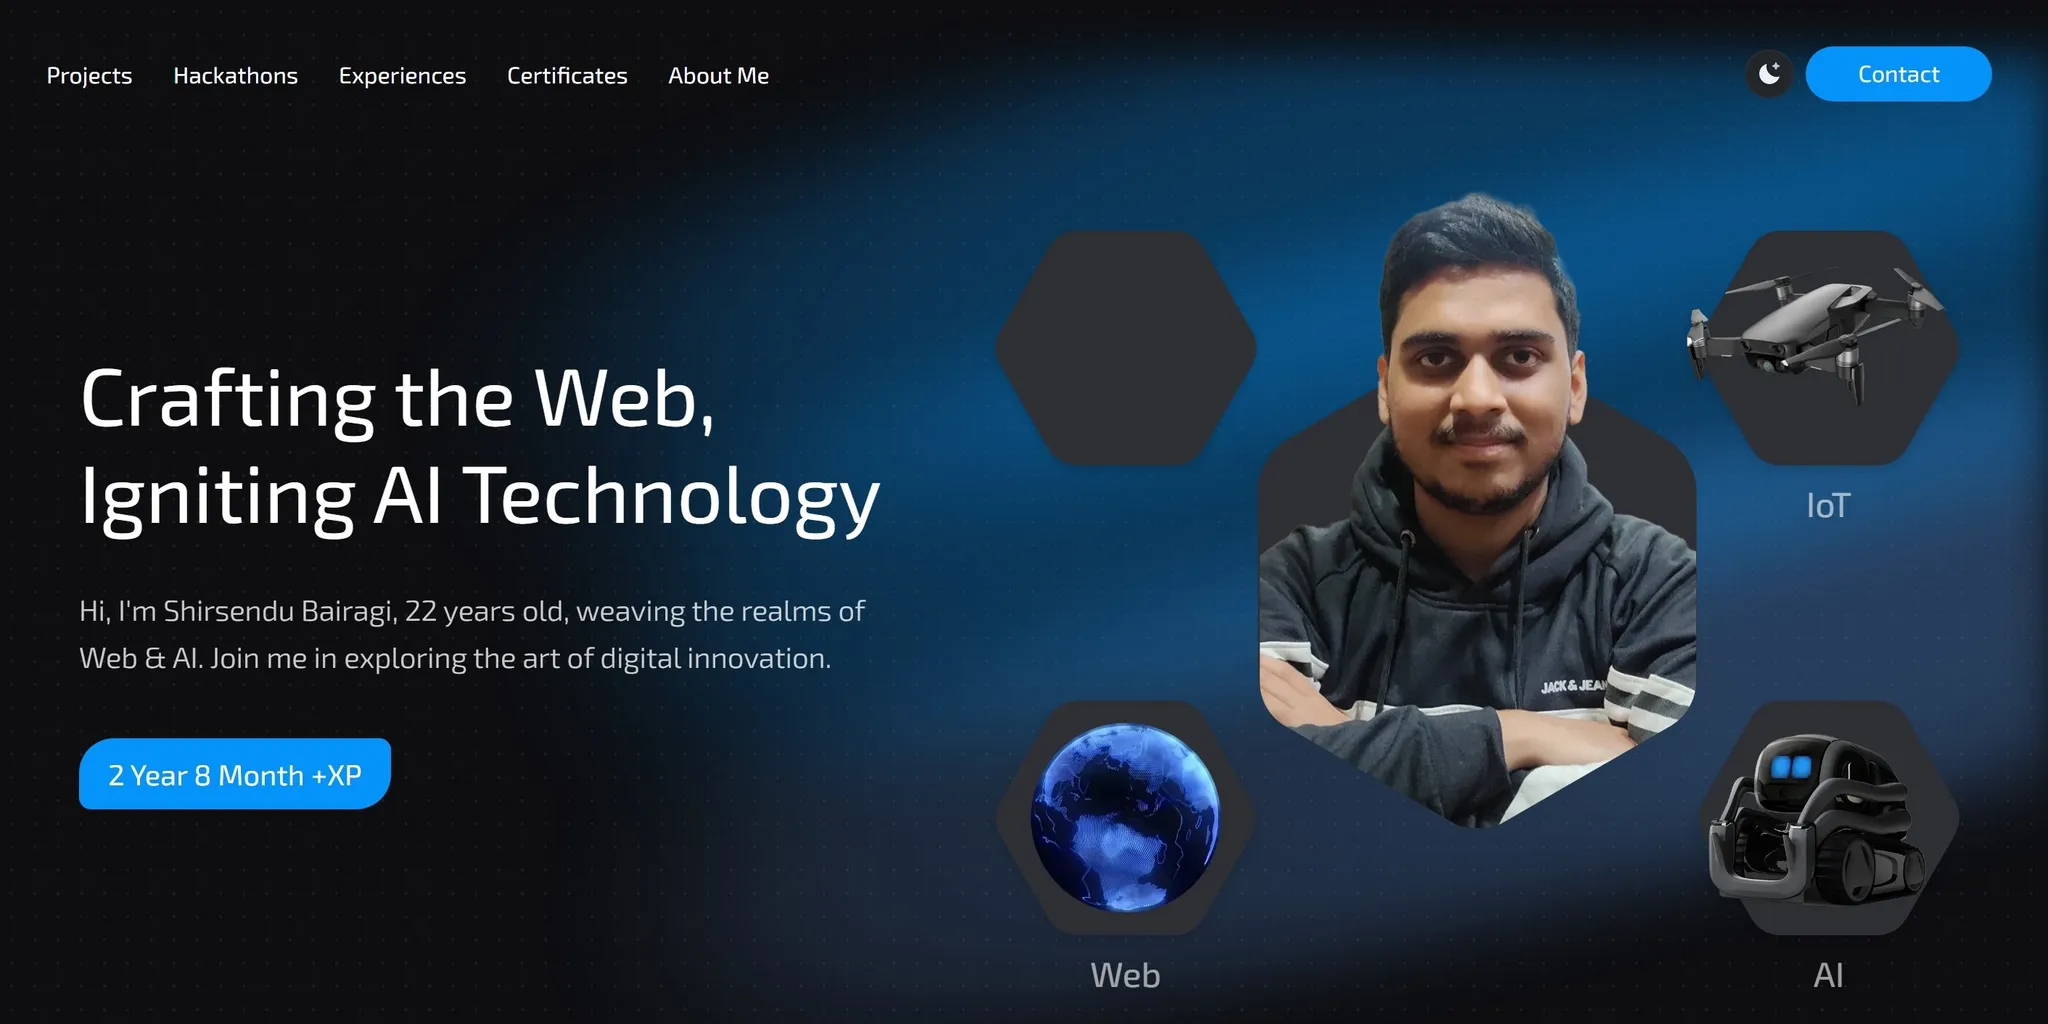 Projects Hackathons Experiences Certificates About Me Contact
Crafting the Web,
Igniting AI Technology
Hi, I'm Shirsendu Bairagi, 22 years old, weaving the realms of
Web & AI. Join me in exploring the art of digital innovation.
2 Year 8 Month +XP
IoT
JACK & JEAN
Web
AI